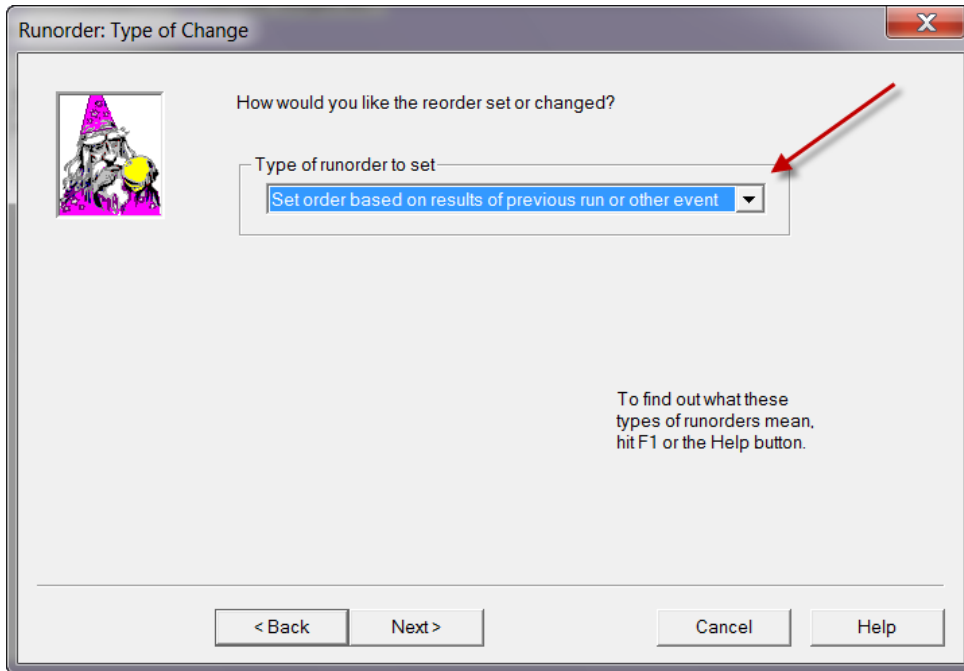 Runorder: Type of Change
How would you like the reorder set or changed?
Type of runorder to set
Set order based on results of previous run or other event
To find out what these
types of runorders mean,
hit F1 or the Help button.
< Back
Next >
Cancel
Help